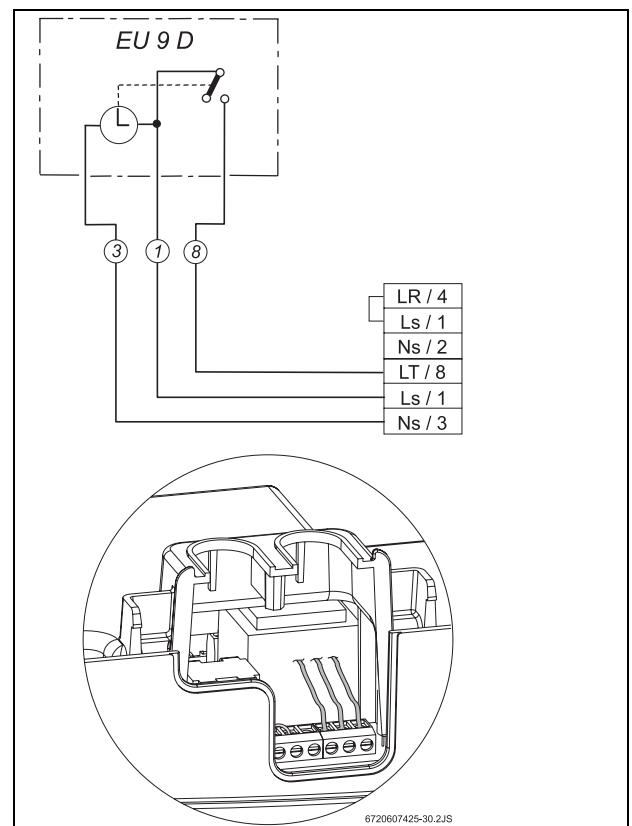 EU 9 D
3 1 8
LR / 4
Ls / 1
Ns / 2
LT / 8
Ls / 1
Ns / 3
6720607425-30.2JS